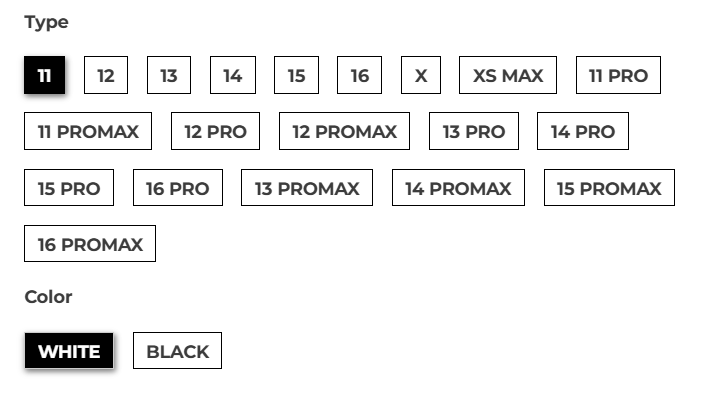 Type
11 12 13 14 15 16 X XS MAX 11 PRO
11 PROMAX 12 PRO 12 PROMAX 13 PRO 14 PRO
15 PRO 16 PRO 13 PROMAX 14 PROMAX 15 PROMAX
16 PROMAX
Color
WHITE BLACK